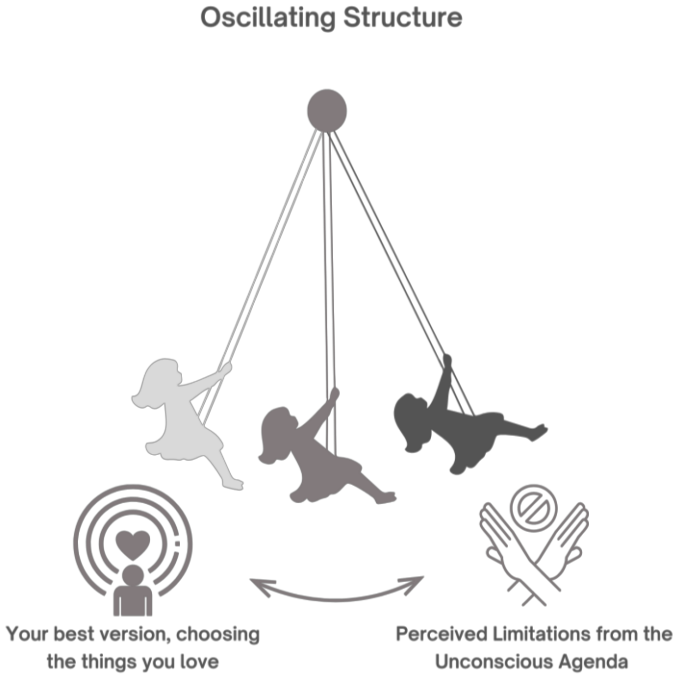 Oscillating Structure
Your best version, choosing
the things you love
Perceived Limitations from the
Unconscious Agenda